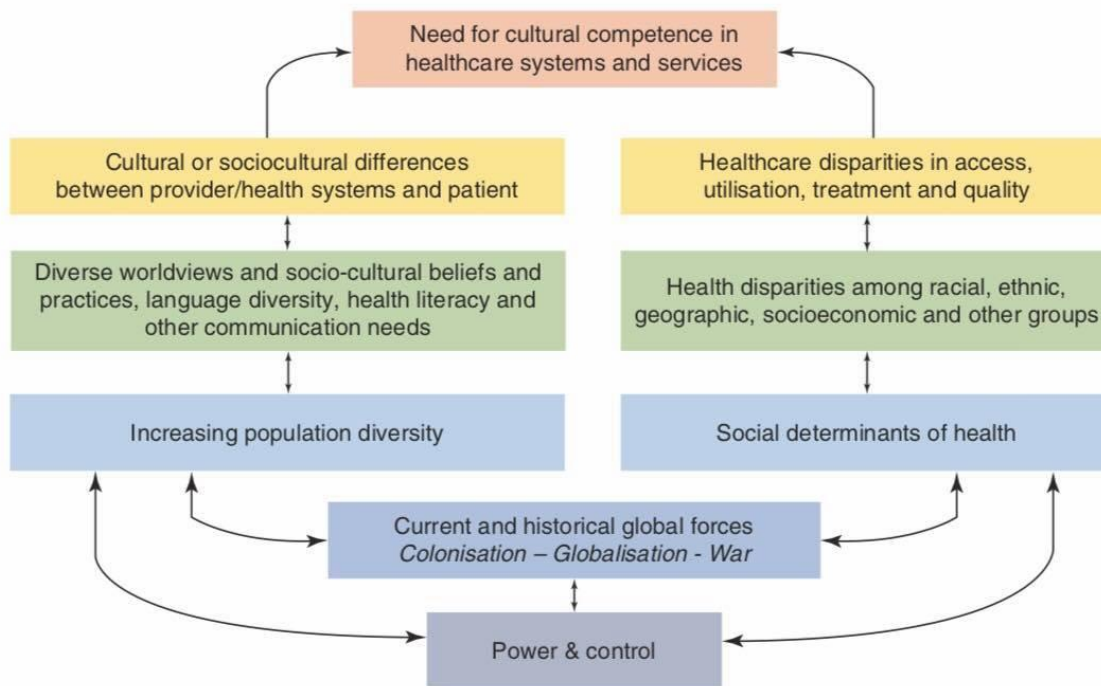 Need for cultural competence in
healthcare systems and services
Cultural or sociocultural differences
between provider/health systems and patient
Healthcare disparities in access,
utilisation, treatment and quality
Diverse worldviews and socio-cultural beliefs and
practices, language diversity, health literacy and
other communication needs
Health disparities among racial, ethnic,
geographic, socioeconomic and other groups
Increasing population diversity
Social determinants of health
Current and historical global forces
Colonisation – Globalisation - War
Power & control